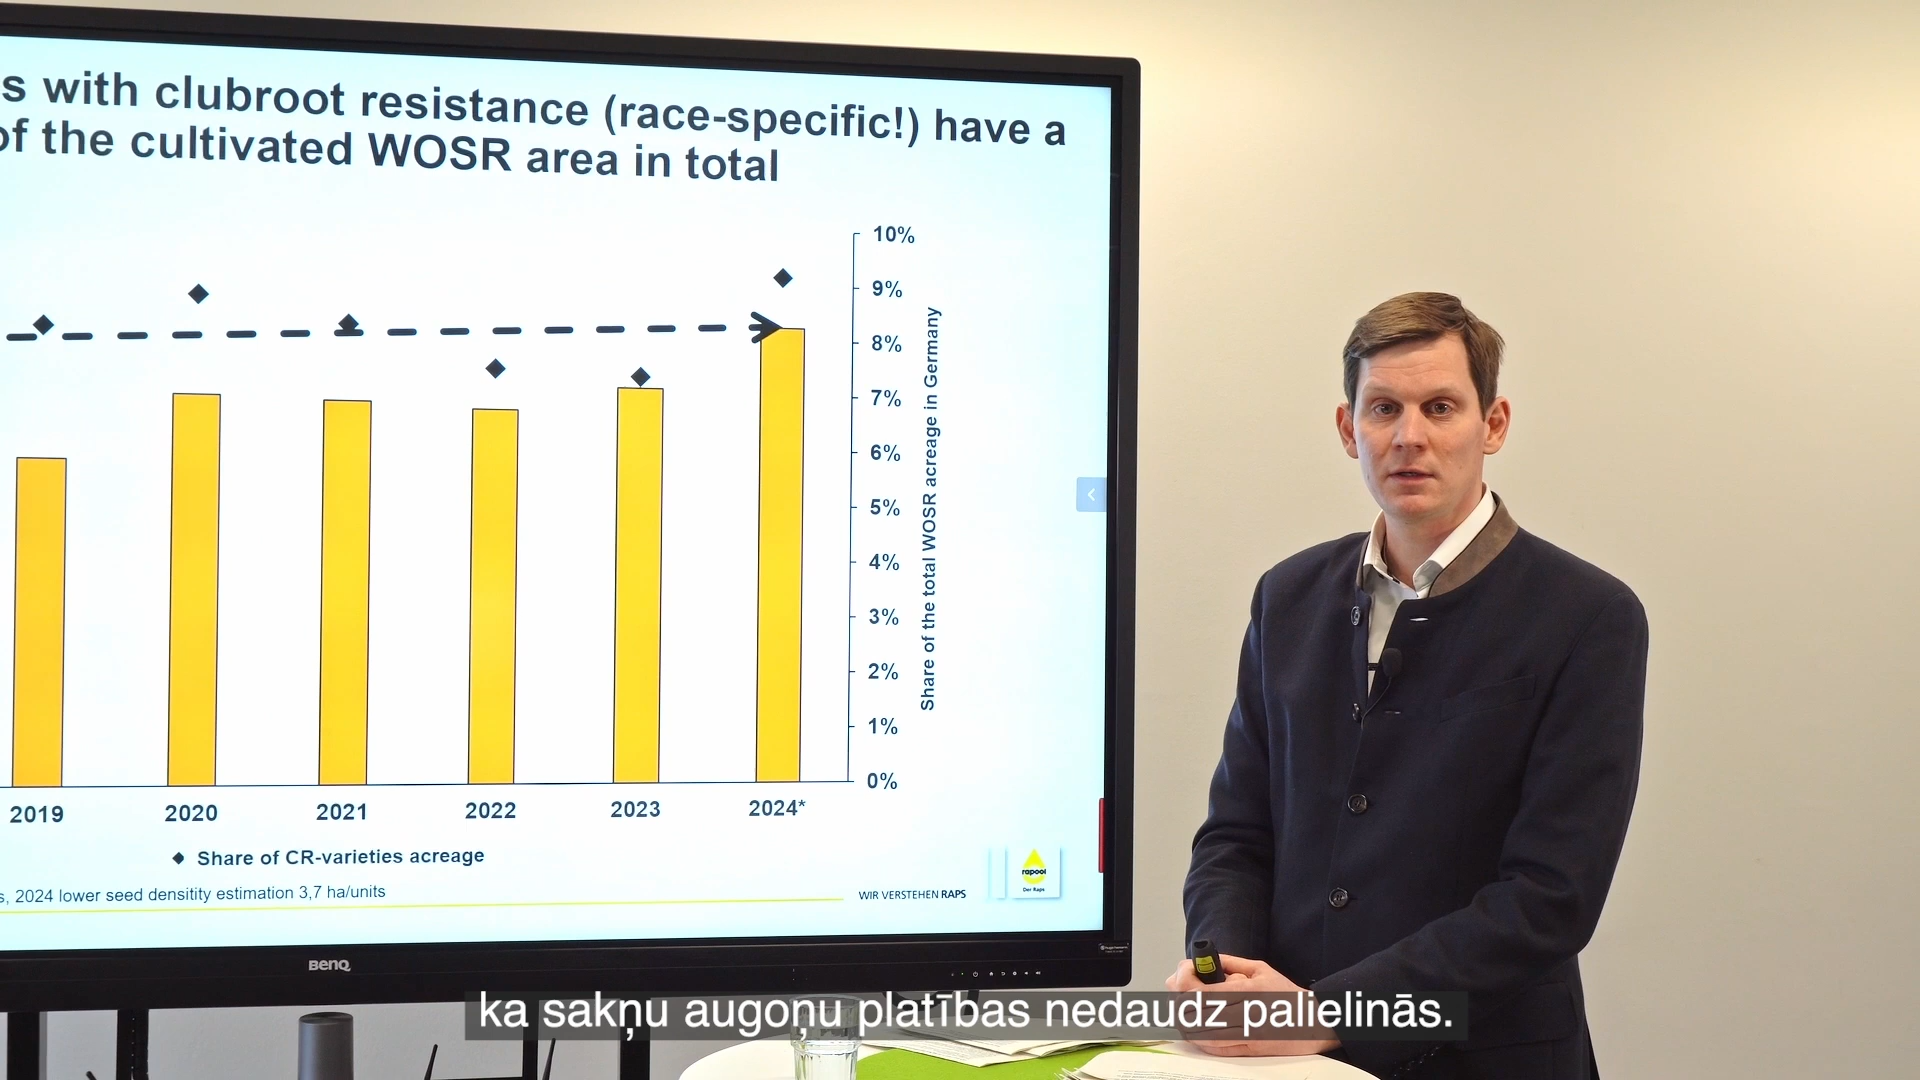 s with clubroot resistance (race-specific!) have a
of the cultivated WOSR area in total
10%
9%
8%
7%
6%
5%
4%
3%
2%
1%
0%
Share of the total WOSR acreage in Germany
2019 2020 2021 2022 2023 2024*
Share of CR-varieties acreage
s, 2024 lower seed densitity estimation 3,7 ha/units
WIR VERSTEHEN RAPS
rapool
Der Raps
BenQ
ka sakņu augoņu platības nedaudz palielinās.